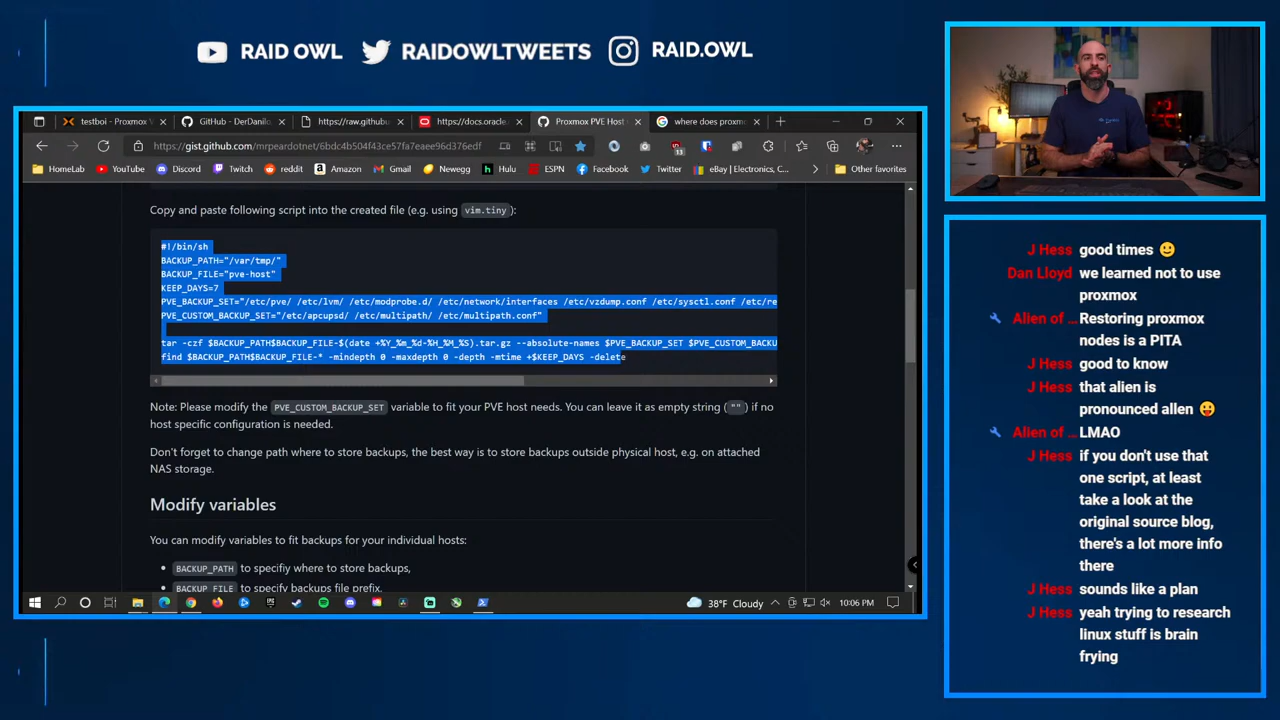 RAID OWL RAIDOWLTWEETS RAID.OWL
testboi - Proxmox V
GitHub - DerDanilo
https://raw.githubu
https://docs.oracle.
Proxmox PVE Host
where does proxmo
https://gist.github.com/mrpeardotnet/6bdc4b504f43ce57fa7eaee96d376edf
13
HomeLab YouTube Discord Twitch reddit Amazon Gmail Newegg Hulu ESPN Facebook Twitter eBay | Electronics, C... Other favorites
Copy and paste following script into the created file (e.g. using vim.tiny):
#!/bin/sh
BACKUP_PATH="/var/tmp/"
BACKUP_FILE="pve-host"
KEEP_DAYS=7
PVE_BACKUP_SET="/etc/pve/ /etc/lvm/ /etc/modprobe.d/ /etc/network/interfaces /etc/vzdump.conf /etc/sysctl.conf /etc/re
PVE_CUSTOM_BACKUP_SET="/etc/apcupsd/ /etc/multipath/ /etc/multipath.conf"
tar -czf $BACKUP_PATH$BACKUP_FILE-$(date +%Y_%m_%d-%H_%M_%S).tar.gz --absolute-names $PVE_BACKUP_SET $PVE_CUSTOM_BACKU
find $BACKUP_PATH$BACKUP_FILE-* -mindepth 0 -maxdepth 0 -depth -mtime +$KEEP_DAYS -delete
Note: Please modify the PVE_CUSTOM_BACKUP_SET variable to fit your PVE host needs. You can leave it as empty string ( "" ) if no
host specific configuration is needed.
Don't forget to change path where to store backups, the best way is to store backups outside physical host, e.g. on attached
NAS storage.
Modify variables
You can modify variables to fit backups for your individual hosts:
• BACKUP_PATH to specifiy where to store backups,
• BACKUP_FILE to specify backups file prefix.
38°F Cloudy 10:06 PM
J Hess good times
Dan Lloyd we learned not to use
proxmox
Alien of ... Restoring proxmox
nodes is a PITA
J Hess good to know
J Hess that alien is
pronounced allen
Alien of ... LMAO
J Hess if you don't use that
one script, at least
take a look at the
original source blog,
there's a lot more info
there
J Hess sounds like a plan
J Hess yeah trying to research
linux stuff is brain
frying